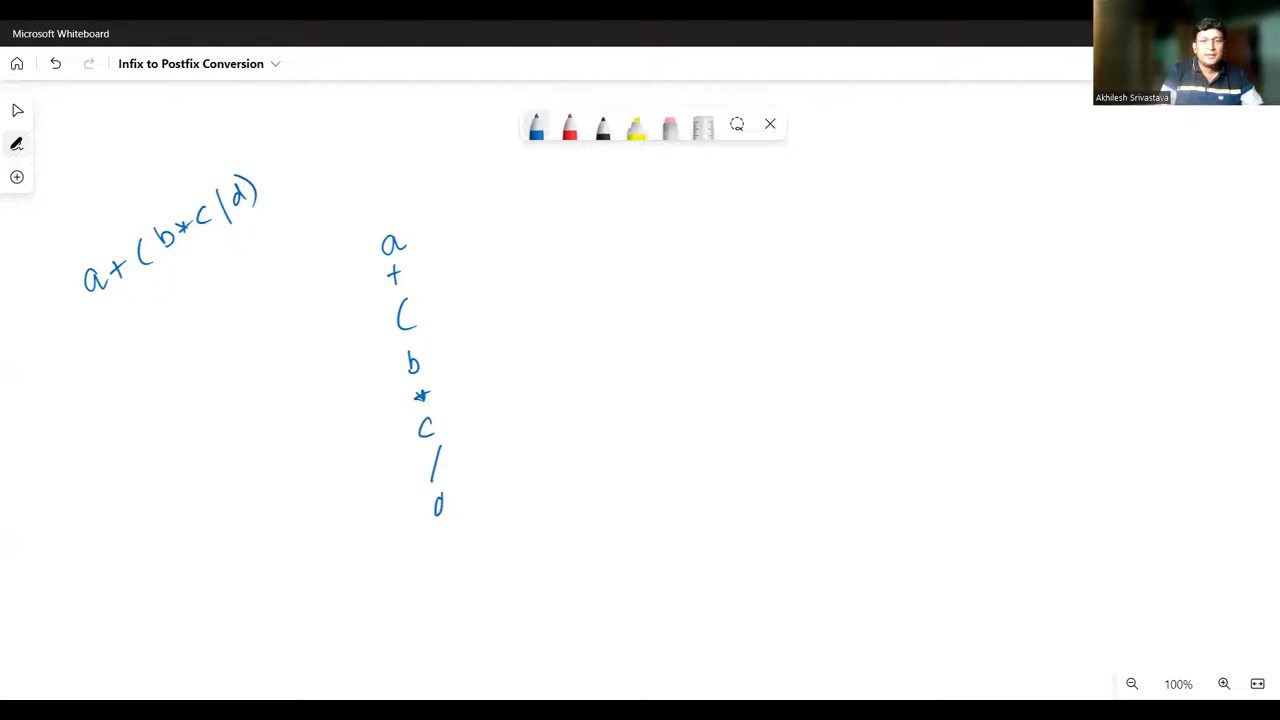 Microsoft Whiteboard
Infix to Postfix Conversion
Akhilesh Srivastava
a+(b*c/d)
a
+
(
b
*
c
/
d
100%